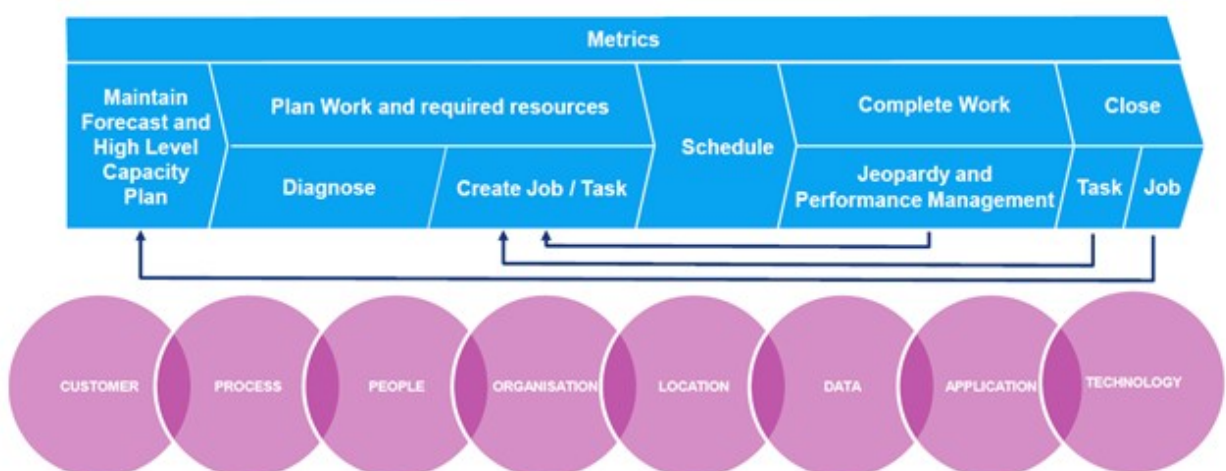 Metrics
Maintain
Forecast and
High Level
Capacity
Plan
Plan Work and required resources
Diagnose
Create Job / Task
Schedule
Complete Work
Jeopardy and
Performance Management
Close
Task
Job
CUSTOMER
PROCESS
PEOPLE
ORGANISATION
LOCATION
DATA
APPLICATION
TECHNOLOGY